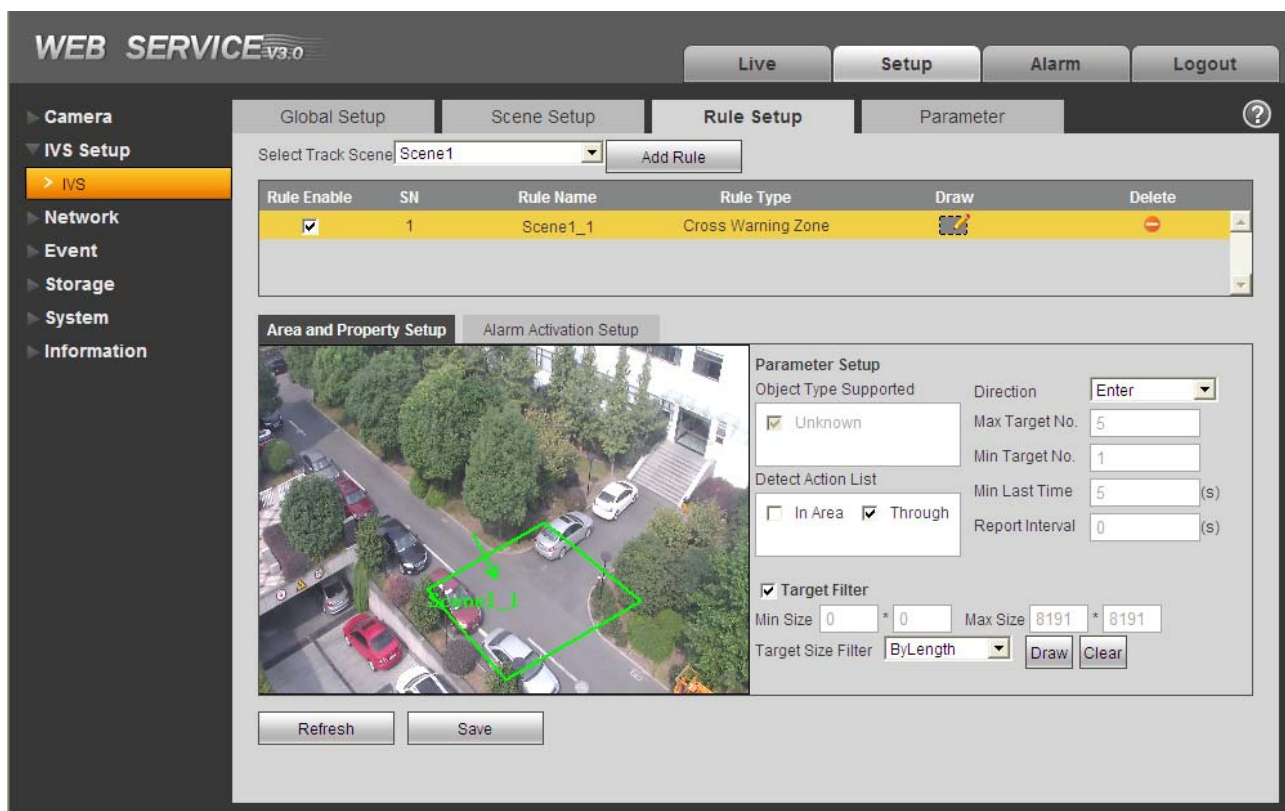 WEB SERVICE V3.0
Live Setup Alarm Logout
Camera
IVS Setup
> IVS
Network
Event
Storage
System
Information
Global Setup Scene Setup Rule Setup Parameter ?
Select Track Scene Scene1 Add Rule
Rule Enable SN Rule Name Rule Type Draw Delete
1 Scene1_1 Cross Warning Zone
Area and Property Setup Alarm Activation Setup
Scene1_1
Parameter Setup
Object Type Supported
Unknown
Detect Action List
In Area Through
Direction Enter
Max Target No. 5
Min Target No. 1
Min Last Time 5 (s)
Report Interval 0 (s)
Target Filter
Min Size 0 * 0 Max Size 8191 * 8191
Target Size Filter ByLength Draw Clear
Refresh Save